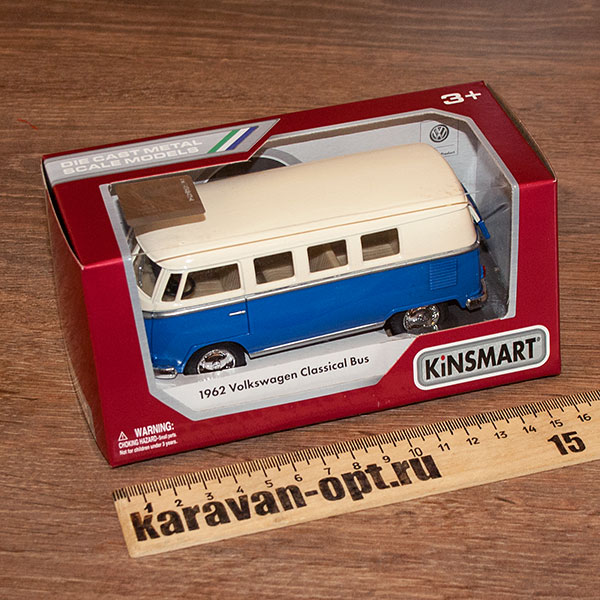 3+
DIE CAST METAL
SCALE MODELS
1962 Volkswagen Classical Bus
KiNSMART
WARNING:
CHOKING HAZARD-Small parts.
Not for children under 3 years.
1 2 3 4 5 6 7 8 9 10 11 12 13 14 15 16
15
karavan-opt.ru